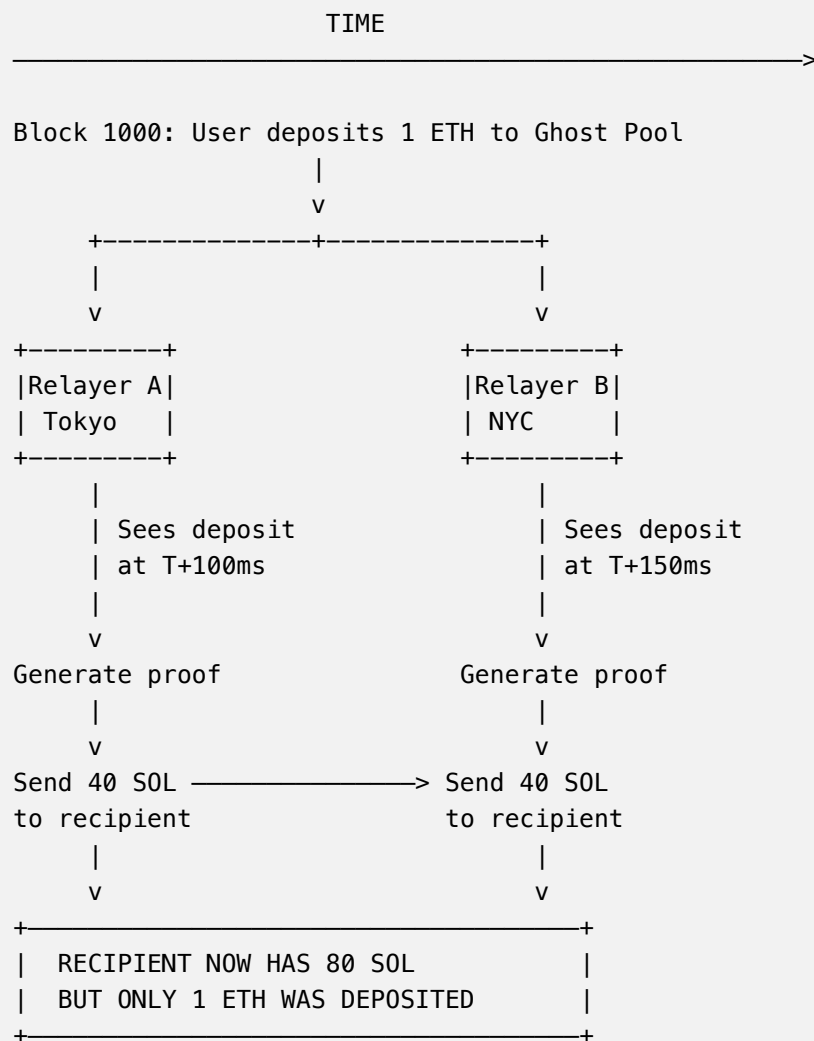 TIME
Block 1000: User deposits 1 ETH to Ghost Pool
|Relayer A| |Relayer B|
| Tokyo | | NYC |
| Sees deposit | Sees deposit
| at T+100ms | at T+150ms
Generate proof Generate proof
Send 40 SOL ————————> Send 40 SOL
to recipient to recipient
| RECIPIENT NOW HAS 80 SOL |
| BUT ONLY 1 ETH WAS DEPOSITED |